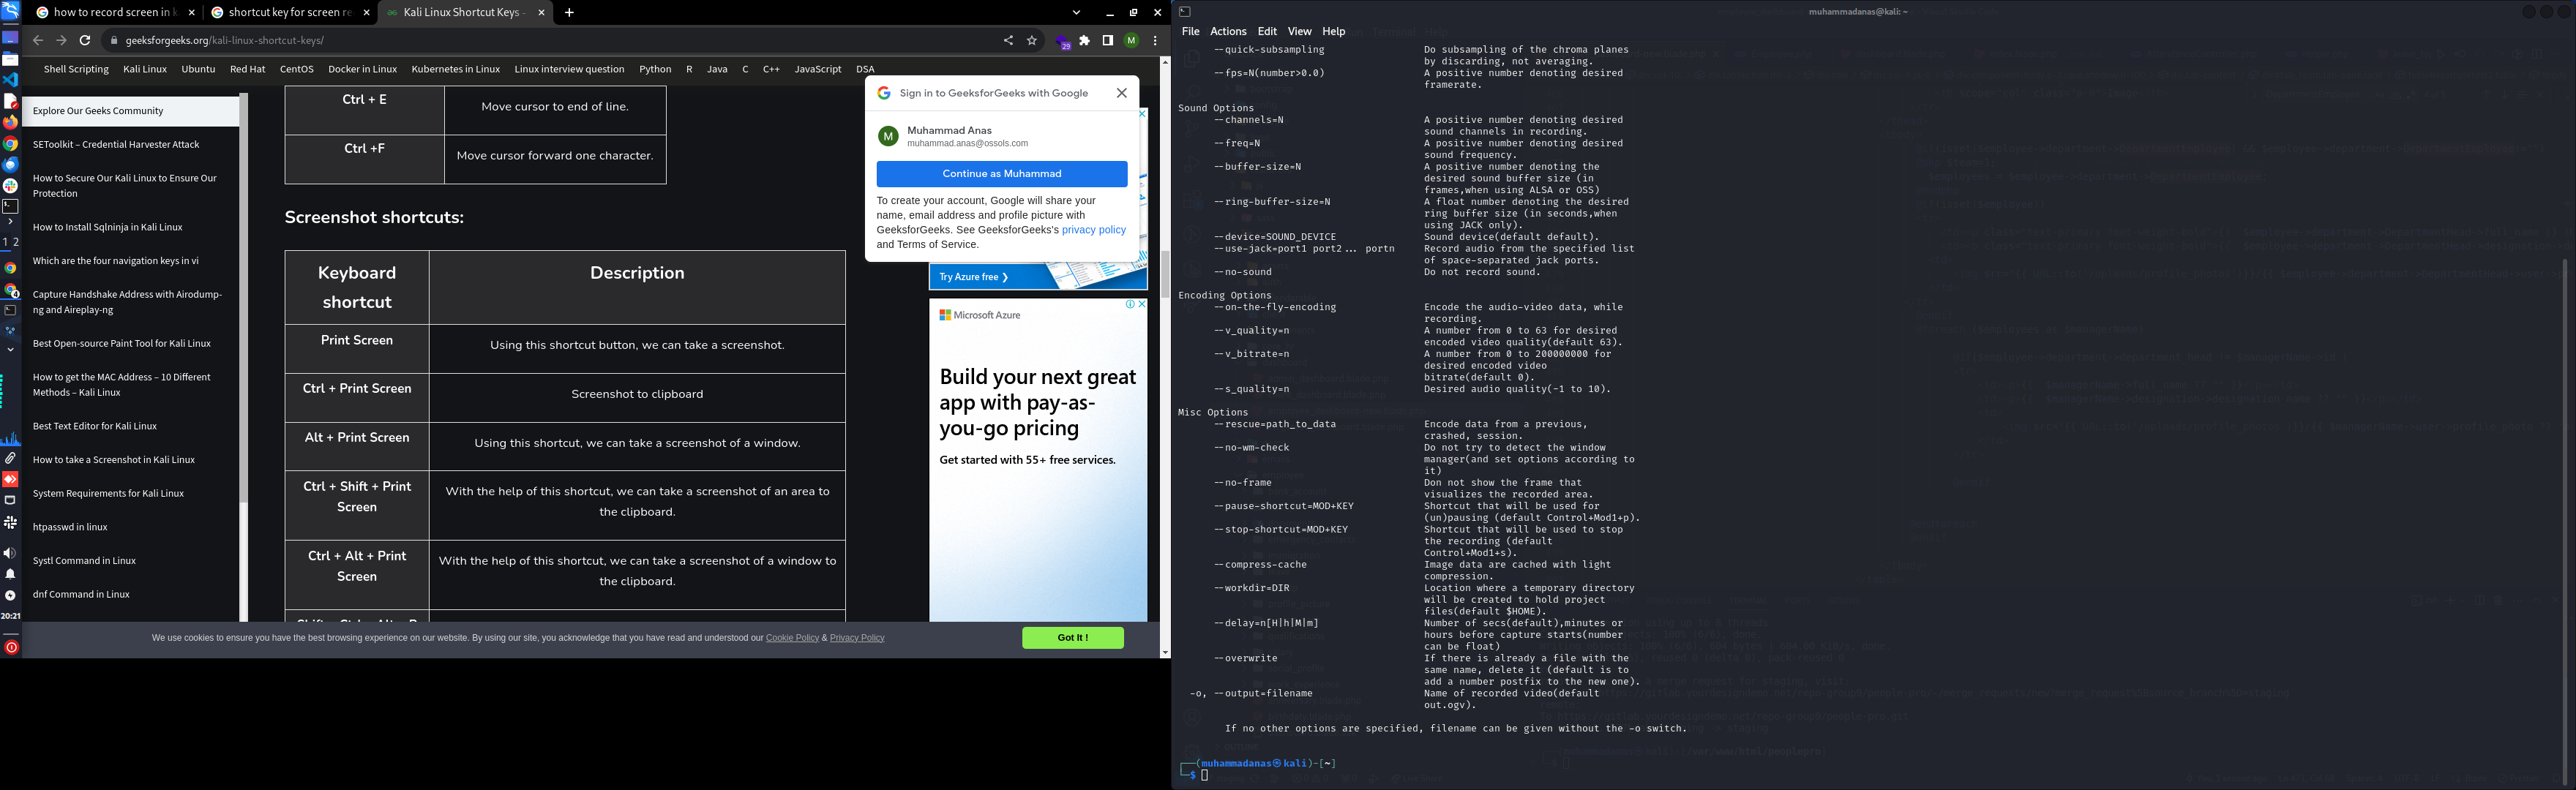 how to record screen in k
shortcut key for screen re
Kali Linux Shortcut Keys -
geeksforgeeks.org/kali-linux-shortcut-keys/
29
M
Shell Scripting Kali Linux Ubuntu Red Hat CentOS Docker in Linux Kubernetes in Linux Linux interview question Python R Java C C++ JavaScript DSA
Explore Our Geeks Community
SEToolkit – Credential Harvester Attack
How to Secure Our Kali Linux to Ensure Our
Protection
How to Install Sqlninja in Kali Linux
Which are the four navigation keys in vi
Capture Handshake Address with Airodump-
ng and Aireplay-ng
Best Open-source Paint Tool for Kali Linux
How to get the MAC Address – 10 Different
Methods – Kali Linux
Best Text Editor for Kali Linux
How to take a Screenshot in Kali Linux
System Requirements for Kali Linux
htpasswd in linux
Systl Command in Linux
dnf Command in Linux
1 2
20:21
Ctrl + E
Move cursor to end of line.
Ctrl +F
Move cursor forward one character.
Screenshot shortcuts:
Keyboard
shortcut
Description
Print Screen
Using this shortcut button, we can take a screenshot.
Ctrl + Print Screen
Screenshot to clipboard
Alt + Print Screen
Using this shortcut, we can take a screenshot of a window.
Ctrl + Shift + Print
Screen
With the help of this shortcut, we can take a screenshot of an area to
the clipboard.
Ctrl + Alt + Print
Screen
With the help of this shortcut, we can take a screenshot of a window to
the clipboard.
Sign in to GeeksforGeeks with Google
M
Muhammad Anas
muhammad.anas@ossols.com
Continue as Muhammad
To create your account, Google will share your
name, email address and profile picture with
GeeksforGeeks. See GeeksforGeeks's privacy policy
and Terms of Service.
Try Azure free ❯
Microsoft Azure
Build your next great
app with pay-as-
you-go pricing
Get started with 55+ free services.
We use cookies to ensure you have the best browsing experience on our website. By using our site, you acknowledge that you have read and understood our Cookie Policy & Privacy Policy
Got It !
muhammadanas@kali: ~
File Actions Edit View Help
--quick-subsampling Do subsampling of the chroma planes
by discarding, not averaging.
--fps=N(number>0.0) A positive number denoting desired
framerate.
Sound Options
--channels=N A positive number denoting desired
sound channels in recording.
--freq=N A positive number denoting desired
sound frequency.
--buffer-size=N A positive number denoting the
desired sound buffer size (in
frames,when using ALSA or OSS)
--ring-buffer-size=N A float number denoting the desired
ring buffer size (in seconds,when
using JACK only).
--device=SOUND_DEVICE Sound device(default default).
--use-jack=port1 port2... portn Record audio from the specified list
of space-separated jack ports.
--no-sound Do not record sound.
Encoding Options
--on-the-fly-encoding Encode the audio-video data, while
recording.
--v_quality=n A number from 0 to 63 for desired
encoded video quality(default 63).
--v_bitrate=n A number from 0 to 200000000 for
desired encoded video
bitrate(default 0).
--s_quality=n Desired audio quality(-1 to 10).
Misc Options
--rescue=path_to_data Encode data from a previous,
crashed, session.
--no-wm-check Do not try to detect the window
manager(and set options according to
it)
--no-frame Don not show the frame that
visualizes the recorded area.
--pause-shortcut=MOD+KEY Shortcut that will be used for
(un)pausing (default Control+Mod1+p).
--stop-shortcut=MOD+KEY Shortcut that will be used to stop
the recording (default
Control+Mod1+s).
--compress-cache Image data are cached with light
compression.
--workdir=DIR Location where a temporary directory
will be created to hold project
files(default $HOME).
--delay=n[H|h|M|m] Number of secs(default),minutes or
hours before capture starts(number
can be float)
--overwrite If there is already a file with the
same name, delete it (default is to
add a number postfix to the new one).
-o, --output=filename Name of recorded video(default
out.ogv).
If no other options are specified, filename can be given without the -o switch.
(muhammadanas㉿kali)-[~]
$